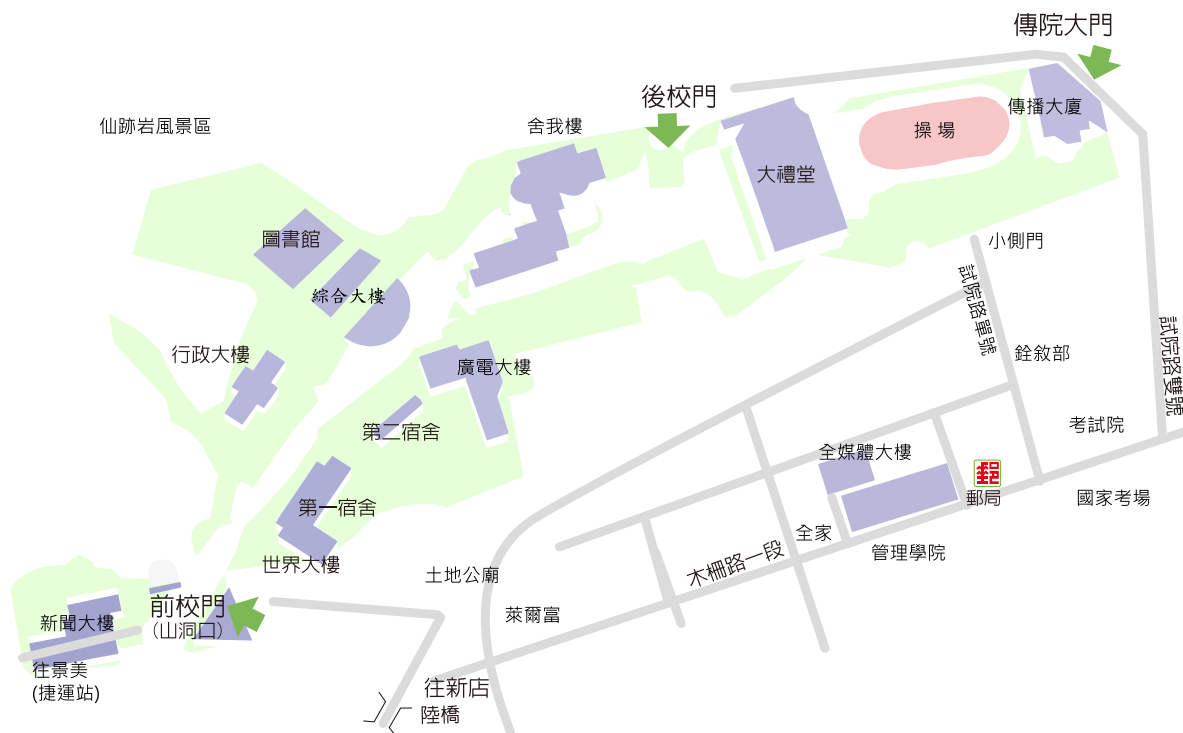 傳院大門
後校門
傳播大廈
仙跡岩風景區
舍我樓
操場
大禮堂
圖書館
小側門
綜合大樓
試院路單號
試院路雙號
行政大樓
銓敘部
廣電大樓
第二宿舍
考試院
全媒體大樓
郵
郵局
國家考場
第一宿舍
全家
管理學院
世界大樓
木柵路一段
土地公廟
前校門
(山洞口)
萊爾富
新聞大樓
往景美
(捷運站)
往新店
陸橋